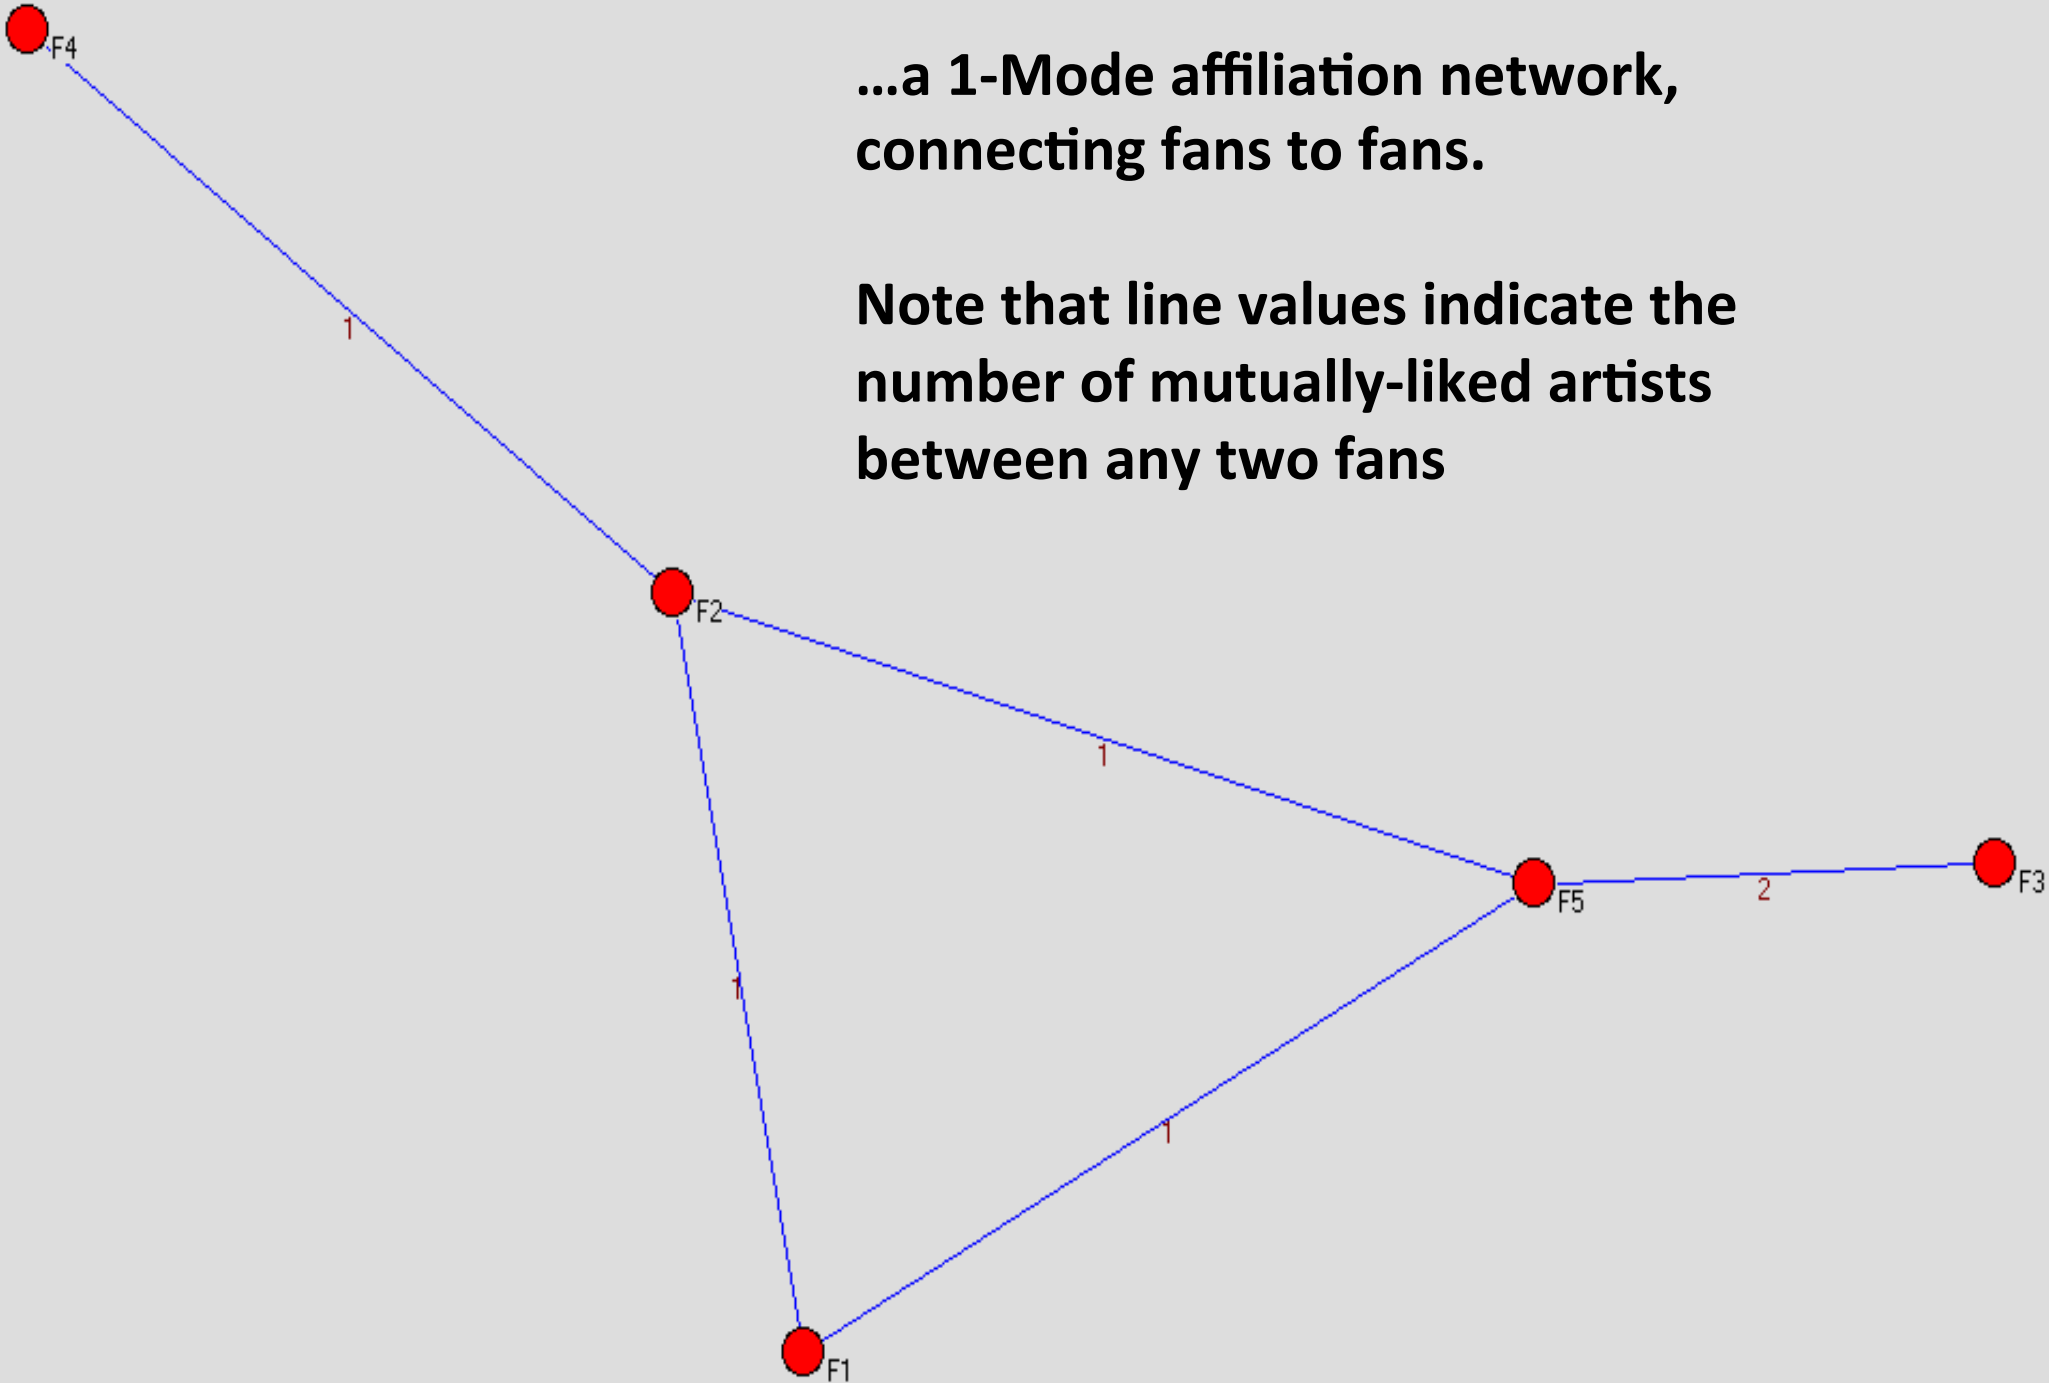 F4
…a 1-Mode affiliation network,
connecting fans to fans.
Note that line values indicate the
number of mutually-liked artists
between any two fans
1
F2
1
F5
2
F3
1
1
F1